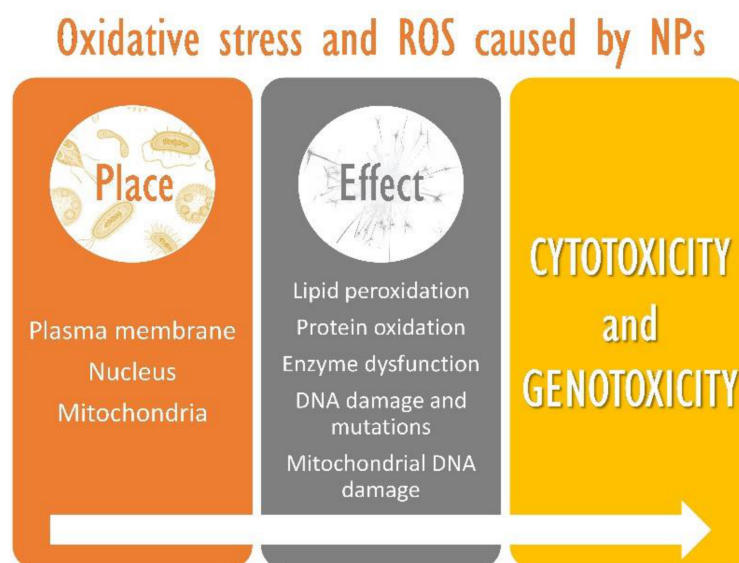 Oxidative stress and ROS caused by NPs
Place
Plasma membrane
Nucleus
Mitochondria
Effect
Lipid peroxidation
Protein oxidation
Enzyme dysfunction
DNA damage and
mutations
Mitochondrial DNA
damage
CYTOTOXICITY
and
GENOTOXICITY